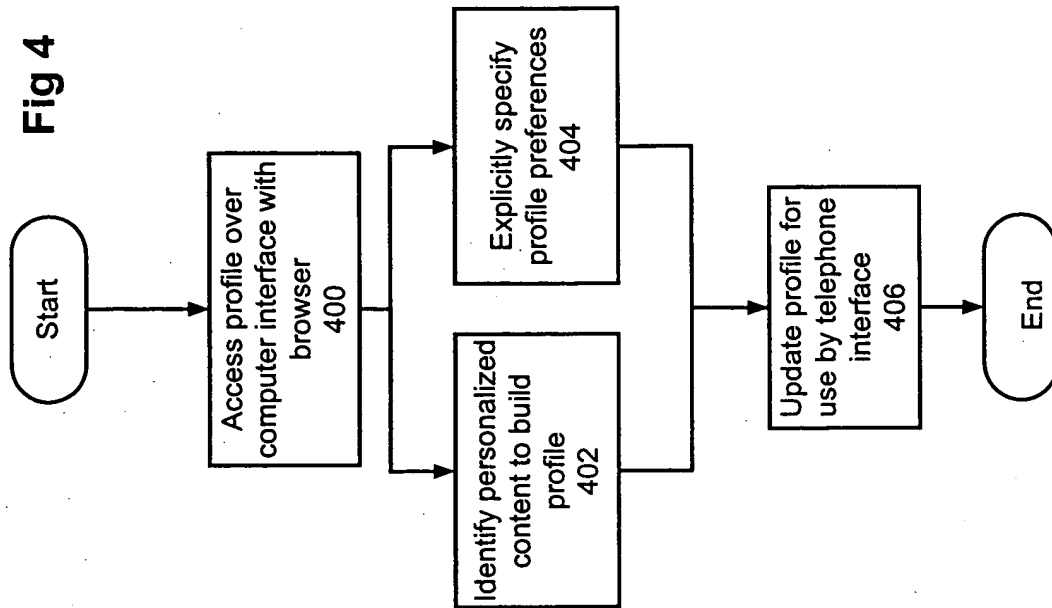 Fig 4
Start
Access profile over
computer interface with
browser
400
Identify personalized
content to build
profile
402
Explicitly specify
profile preferences
404
Update profile for
use by telephone
interface
406
End